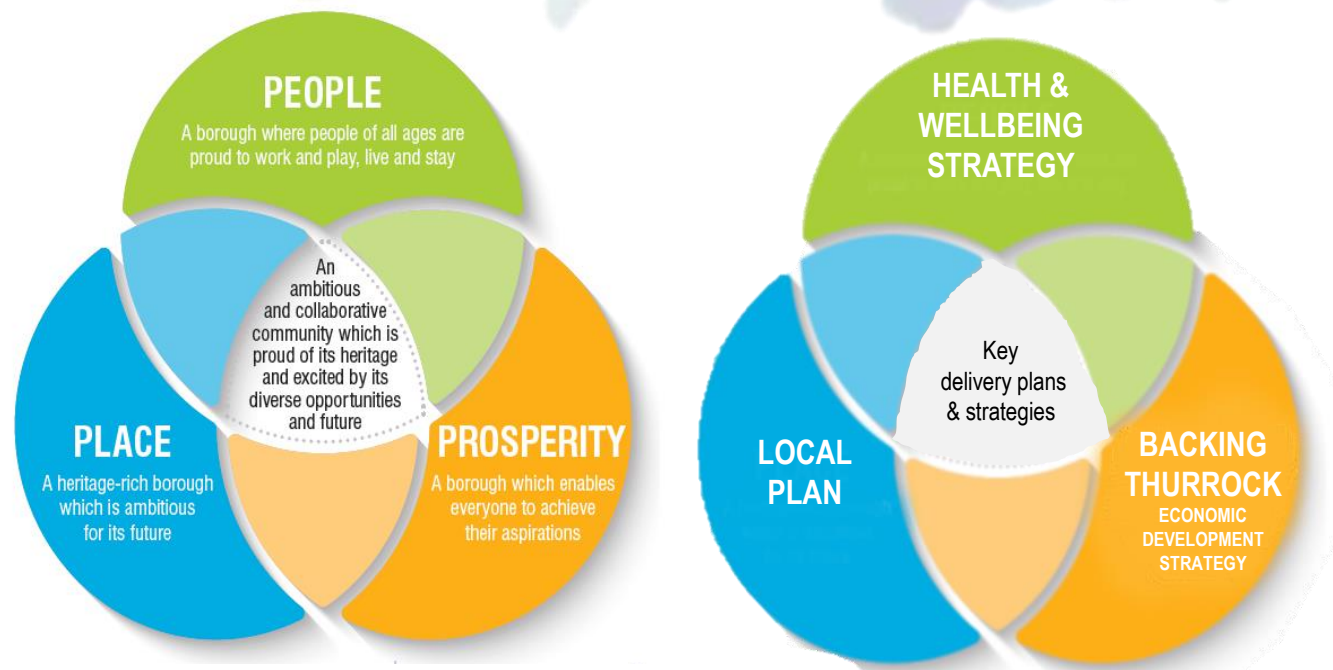 PEOPLE
A borough where people of all ages are
proud to work and play, live and stay
An
ambitious
and collaborative
community which is
proud of its heritage
and excited by its
diverse opportunities
and future
PLACE
A heritage-rich borough
which is ambitious
for its future
PROSPERITY
A borough which enables
everyone to achieve
their aspirations
HEALTH &
WELLBEING
STRATEGY
Key
delivery plans
& strategies
LOCAL
PLAN
BACKING
THURROCK
ECONOMIC
DEVELOPMENT
STRATEGY